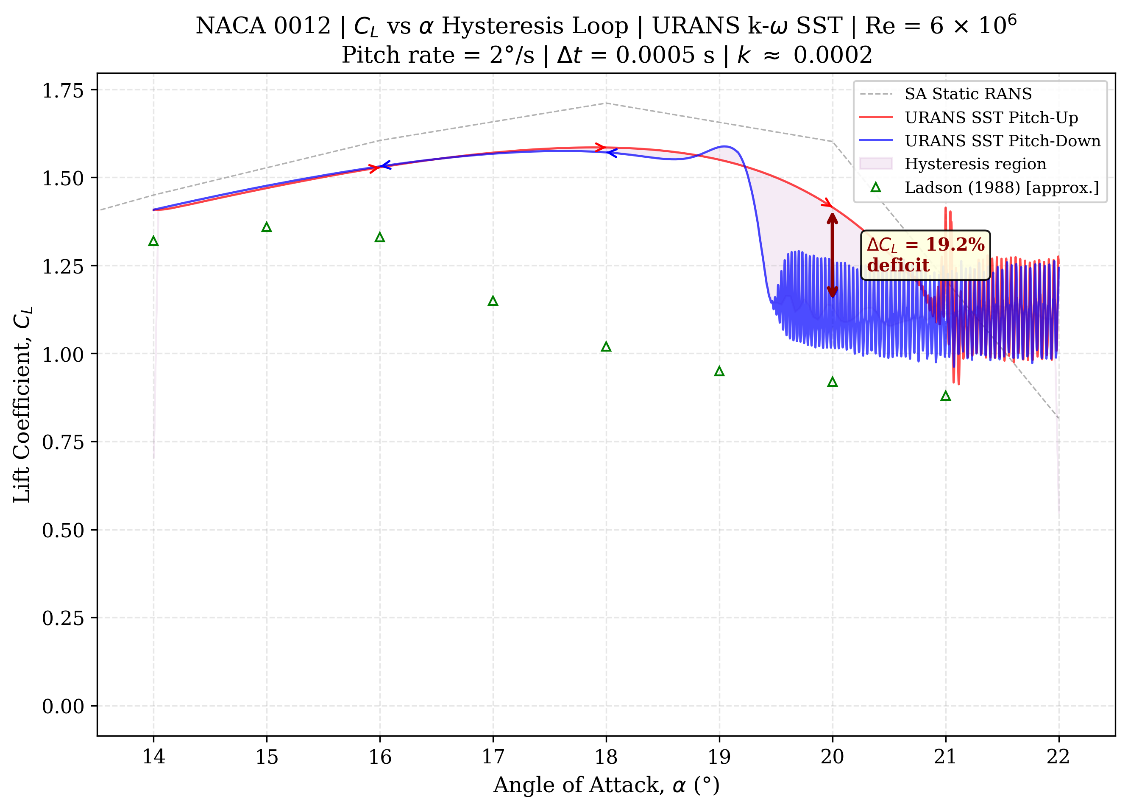 NACA 0012 | C_L vs α Hysteresis Loop | URANS k-ω SST | Re = 6 × 10⁶
Pitch rate = 2°/s | Δt = 0.0005 s | k ≈ 0.0002
SA Static RANS
URANS SST Pitch-Up
URANS SST Pitch-Down
Hysteresis region
Ladson (1988) [approx.]
ΔC_L = 19.2%
deficit
Lift Coefficient, C_L
1.75
1.50
1.25
1.00
0.75
0.50
0.25
0.00
14 15 16 17 18 19 20 21 22
Angle of Attack, α (°)